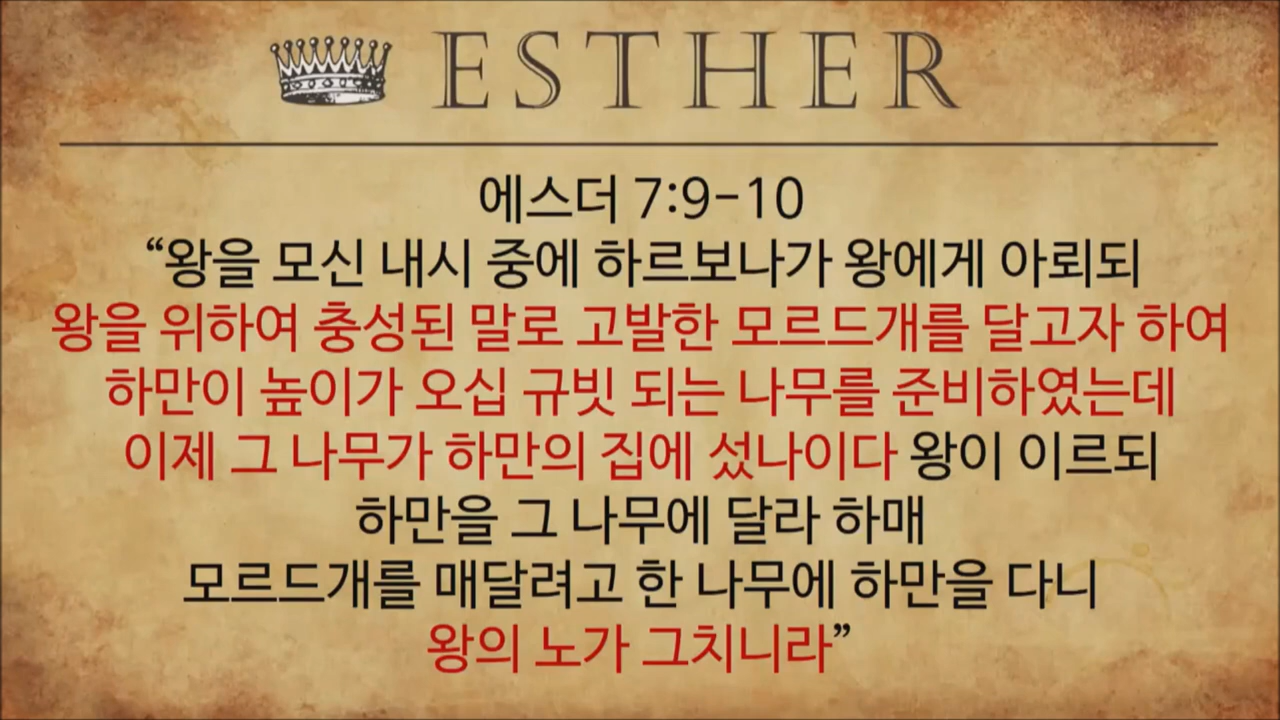 ESTHER
에스더 7:9-10
“왕을 모신 내시 중에 하르보나가 왕에게 아뢰되
왕을 위하여 충성된 말로 고발한 모르드개를 달고자 하여
하만이 높이가 오십 규빗 되는 나무를 준비하였는데
이제 그 나무가 하만의 집에 섰나이다 왕이 이르되
하만을 그 나무에 달라 하매
모르드개를 매달려고 한 나무에 하만을 다니
왕의 노가 그치니라”